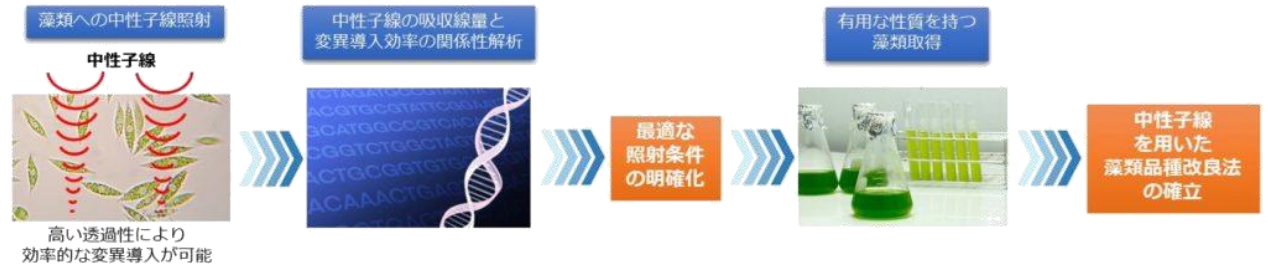 藻類への中性子線照射
中性子線
高い透過性により
効率的な変異導入が可能
中性子線の吸収線量と
変異導入効率の関係性解析
最適な
照射条件
の明確化
有用な性質を持つ
藻類取得
中性子線
を用いた
藻類品種改良法
の確立